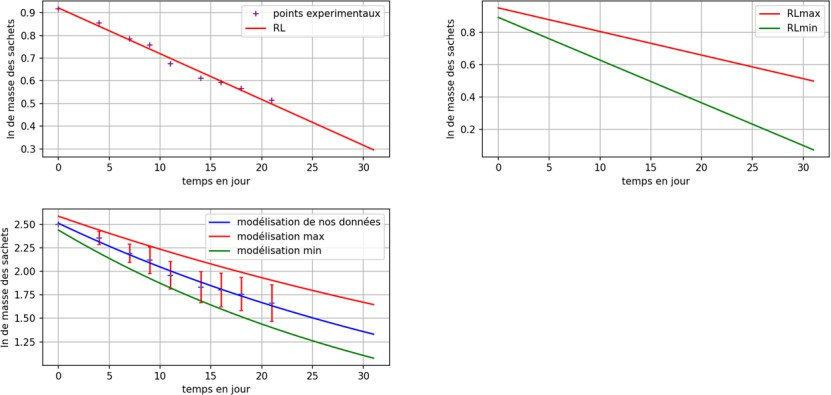 0.9
0.8
0.7
0.6
0.5
0.4
0.3
ln de masse des sachets
points experimentaux
RL
0 5 10 15 20 25 30
temps en jour
0.8
0.6
0.4
0.2
ln de masse des sachets
RLmax
RLmin
0 5 10 15 20 25 30
temps en jour
2.50
2.25
2.00
1.75
1.50
1.25
ln de masse des sachets
modélisation de nos données
modélisation max
modélisation min
0 5 10 15 20 25 30
temps en jour